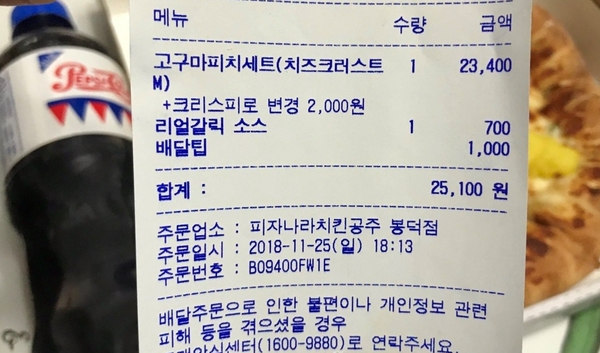 메뉴 수량 금액
고구마피치세트(치즈크러스트 1 23,400
M)
+크리스피로 변경 2,000원
리얼갈릭 소스 1 700
배달팁 1,000
합계 : 25,100 원
주문업소 : 피자나라치킨공주 봉덕점
주문일시 : 2018-11-25(일) 18:13
주문번호 : B09400FW1E
배달주문으로 인한 불편이나 개인정보 관련
피해 등을 겪으셨을 경우
(1600-9880)로 연락주세요.